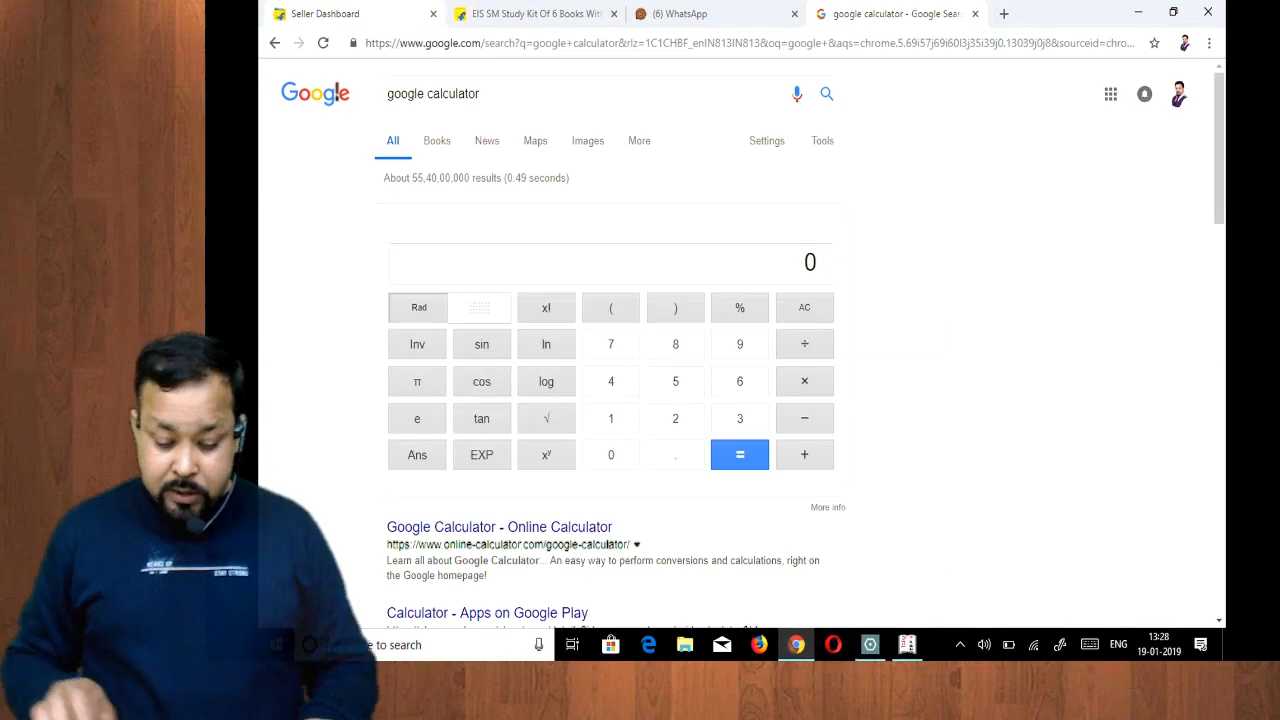 Seller Dashboard
EIS SM Study Kit Of 6 Books With
(6) WhatsApp
google calculator - Google Sear
https://www.google.com/search?q=google+calculator&rlz=1C1CHBF_enIN813IN813&oq=google+&aqs=chrome.5.69i57j69i60l3j35i39j0.13039j0j8&sourceid=chro...
Google
google calculator
All Books News Maps Images More Settings Tools
About 55,40,00,000 results (0.49 seconds)
0
Rad x! ( ) % AC
Inv sin ln 7 8 9 ÷
π cos log 4 5 6 ×
e tan √ 1 2 3 −
Ans EXP xʸ 0 . = +
More info
Google Calculator - Online Calculator
https://www.online-calculator.com/google-calculator/
Learn all about Google Calculator... An easy way to perform conversions and calculations, right on
the Google homepage!
Calculator - Apps on Google Play
e to search
ENG
13:28
19-01-2019